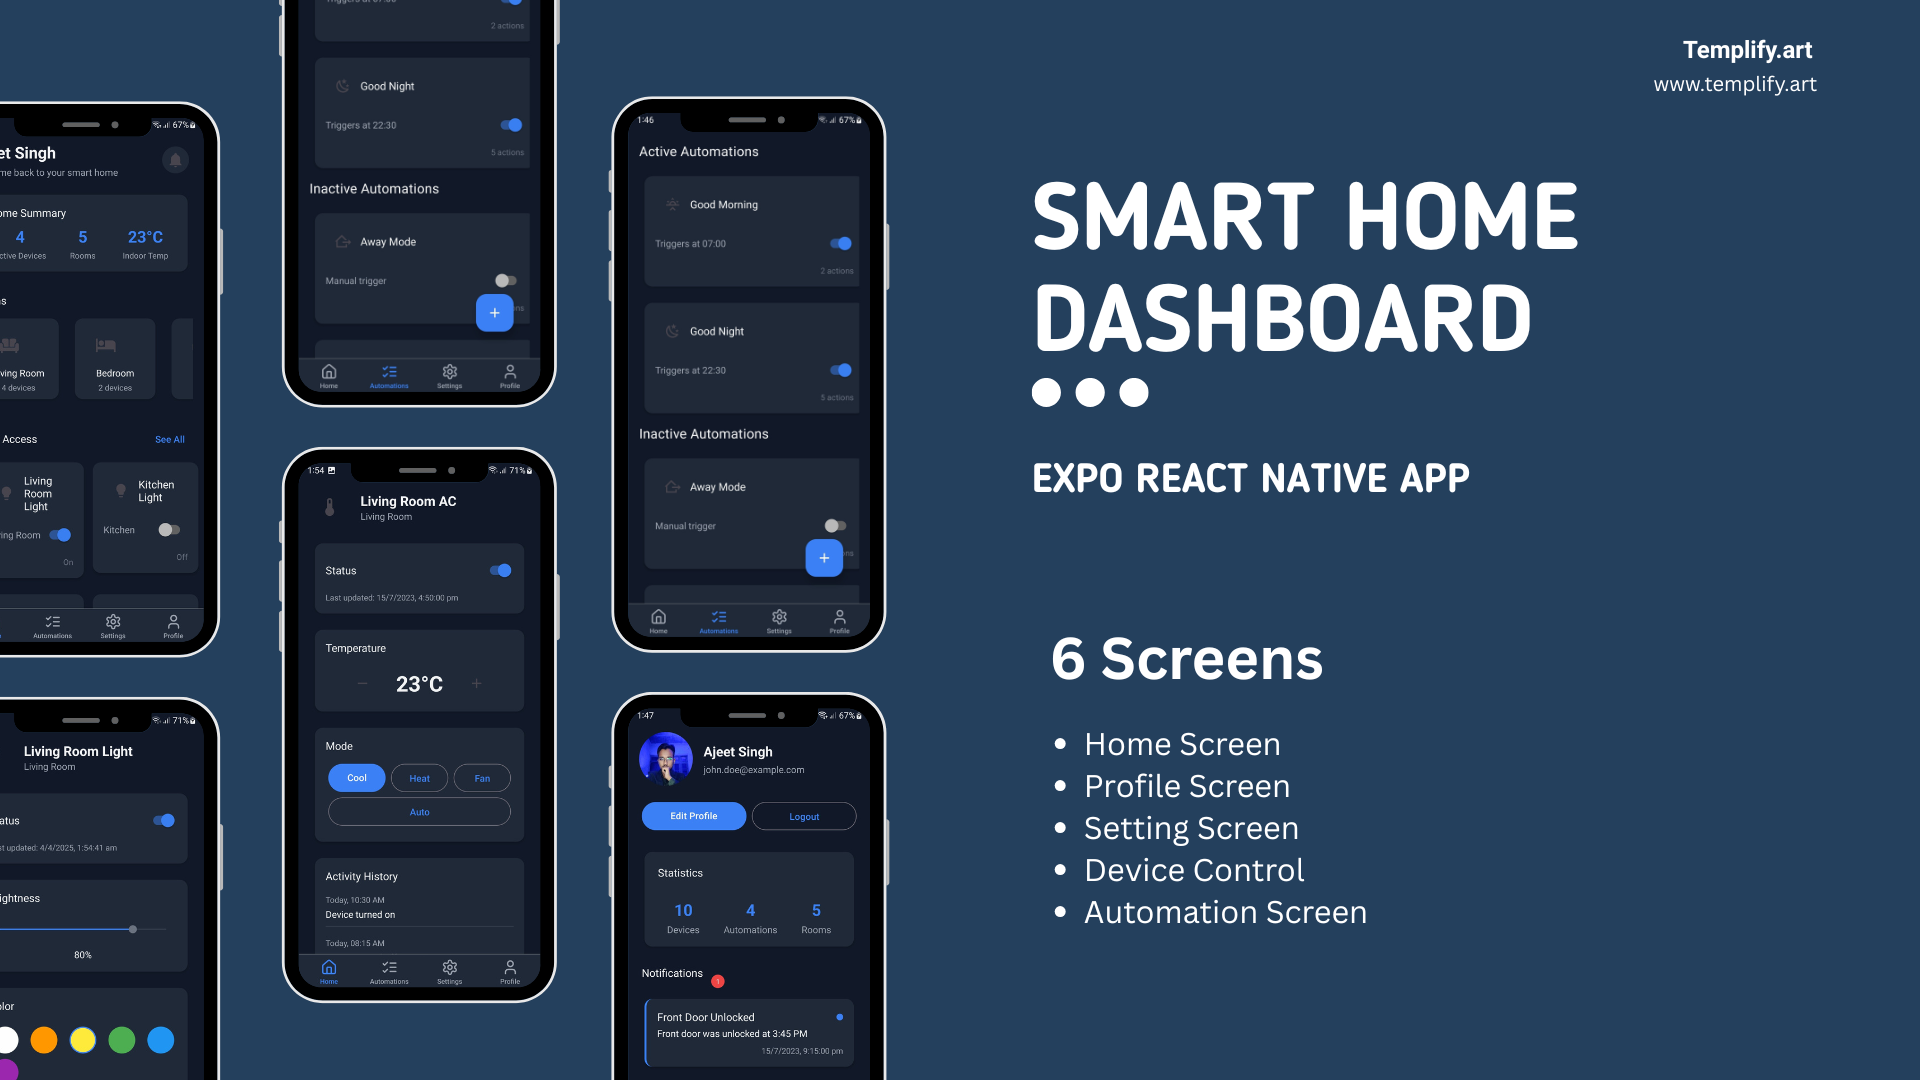 Templify.art
www.templify.art
SMART HOME
DASHBOARD
EXPO REACT NATIVE APP
6 Screens
• Home Screen
• Profile Screen
• Setting Screen
• Device Control
• Automation Screen
67%
et Singh
me back to your smart home
ome Summary
4
5
23°C
ctive Devices
Rooms
Indoor Temp
ns
ving Room
4 devices
Bedroom
2 devices
Access
See All
Living
Room
Light
Kitchen
Light
ving Room
Kitchen
On
Off
Automations
Settings
Profile
71%
Living Room Light
Living Room
atus
st updated: 4/4/2025, 1:54:41 am
ightness
80%
olor
2 actions
Good Night
Triggers at 22:30
5 actions
Inactive Automations
Away Mode
Manual trigger
+
Home
Automations
Settings
Profile
1:54
71%
Living Room AC
Living Room
Status
Last updated: 15/7/2023, 4:50:00 pm
Temperature
− 23°C +
Mode
Cool
Heat
Fan
Auto
Activity History
Today, 10:30 AM
Device turned on
Today, 08:15 AM
Home
Automations
Settings
Profile
1:46
67%
Active Automations
Good Morning
Triggers at 07:00
2 actions
Good Night
Triggers at 22:30
5 actions
Inactive Automations
Away Mode
Manual trigger
+
Home
Automations
Settings
Profile
1:47
67%
Ajeet Singh
john.doe@example.com
Edit Profile
Logout
Statistics
10
4
5
Devices
Automations
Rooms
Notifications
1
Front Door Unlocked
Front door was unlocked at 3:45 PM
15/7/2023, 9:15:00 pm